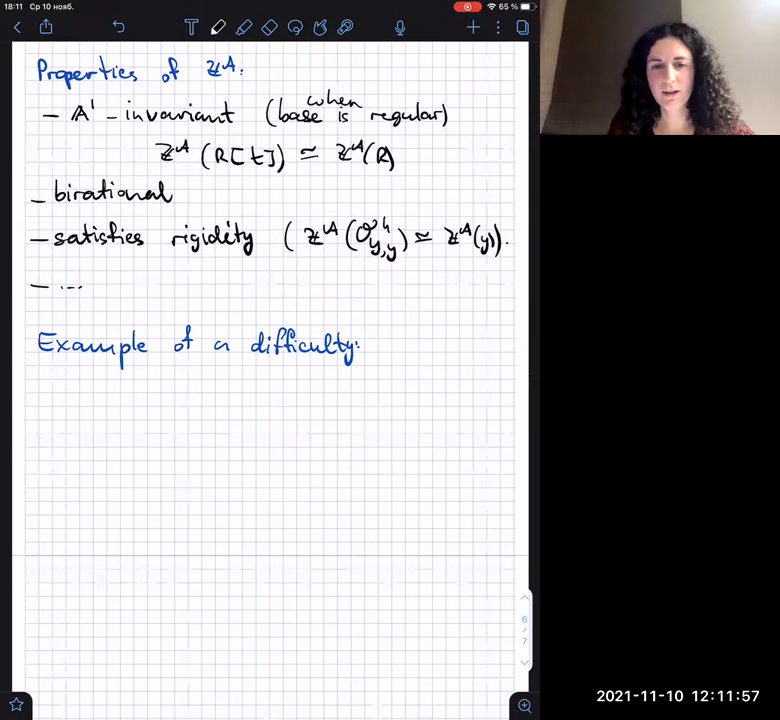 18:11 Ср 10 нояб.
65 %
Properties of ℤ^A:
- A¹ - invariant (base is when regular)
ℤ^A (R[t]) ≃ ℤ^A(R)
- birational
- satisfies rigidity ( ℤ^A(O^h_{y,y}) ≃ ℤ^A(y)).
- ...
Example of a difficulty:
6
/
7
2021-11-10 12:11:57